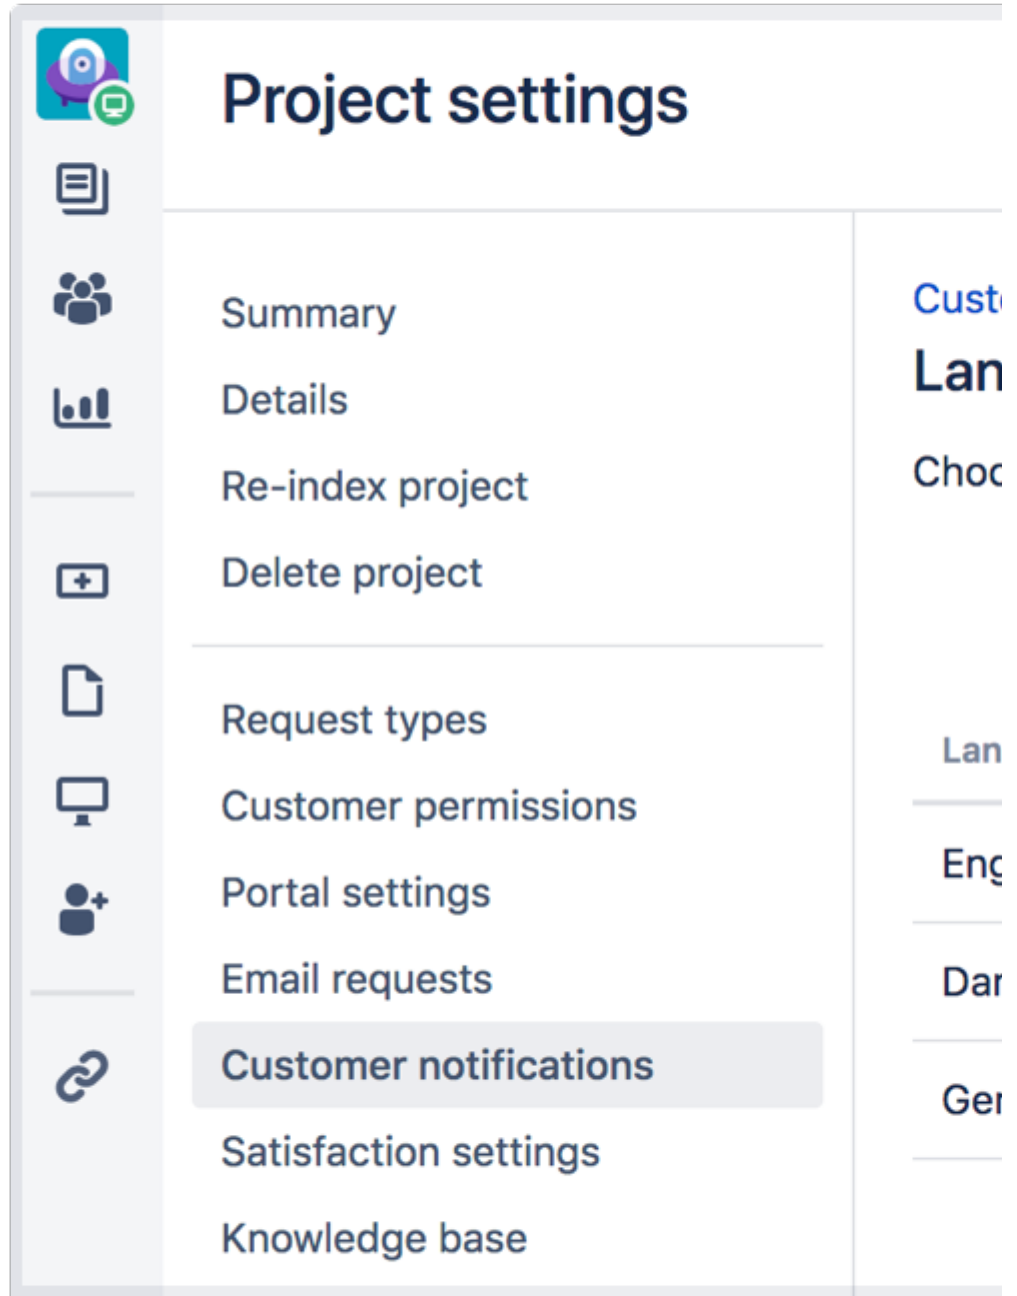 Project settings
Summary
Details
Re-index project
Delete project
Request types
Customer permissions
Portal settings
Email requests
Customer notifications
Satisfaction settings
Knowledge base
Lan